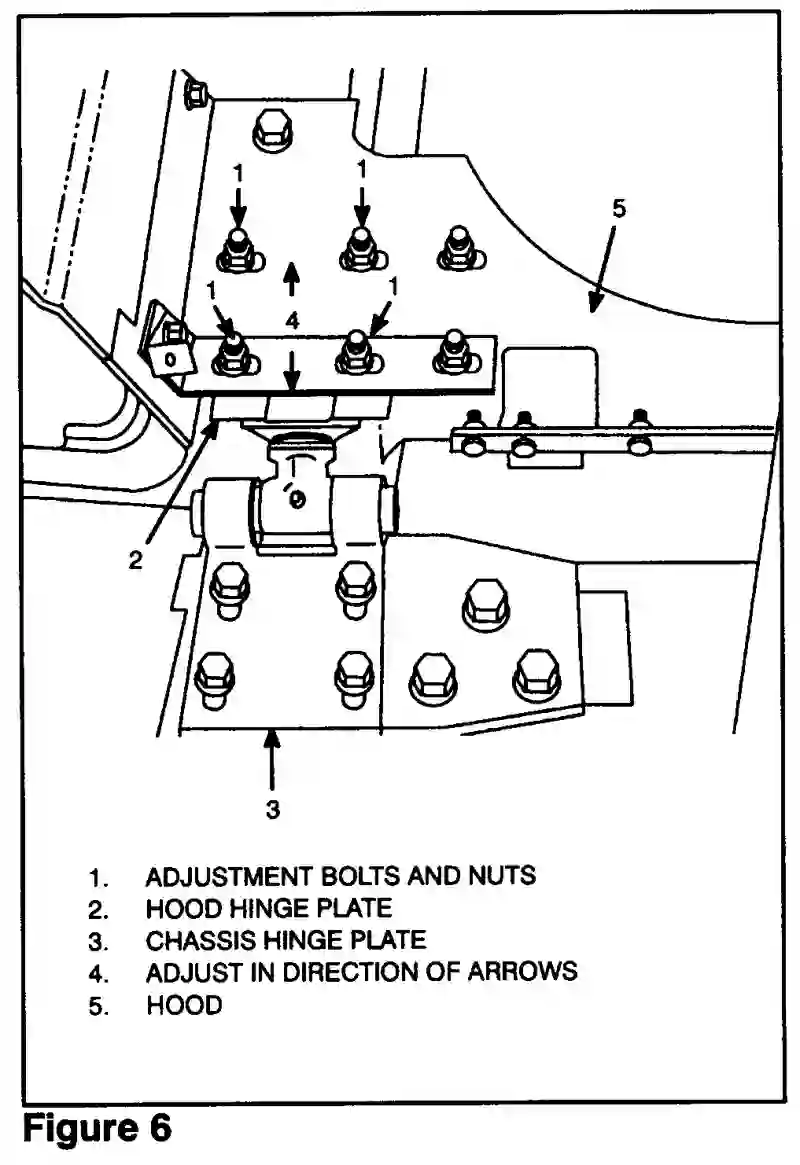 1
1
5
1
1
4
2
3
1. ADJUSTMENT BOLTS AND NUTS
2. HOOD HINGE PLATE
3. CHASSIS HINGE PLATE
4. ADJUST IN DIRECTION OF ARROWS
5. HOOD
Figure 6